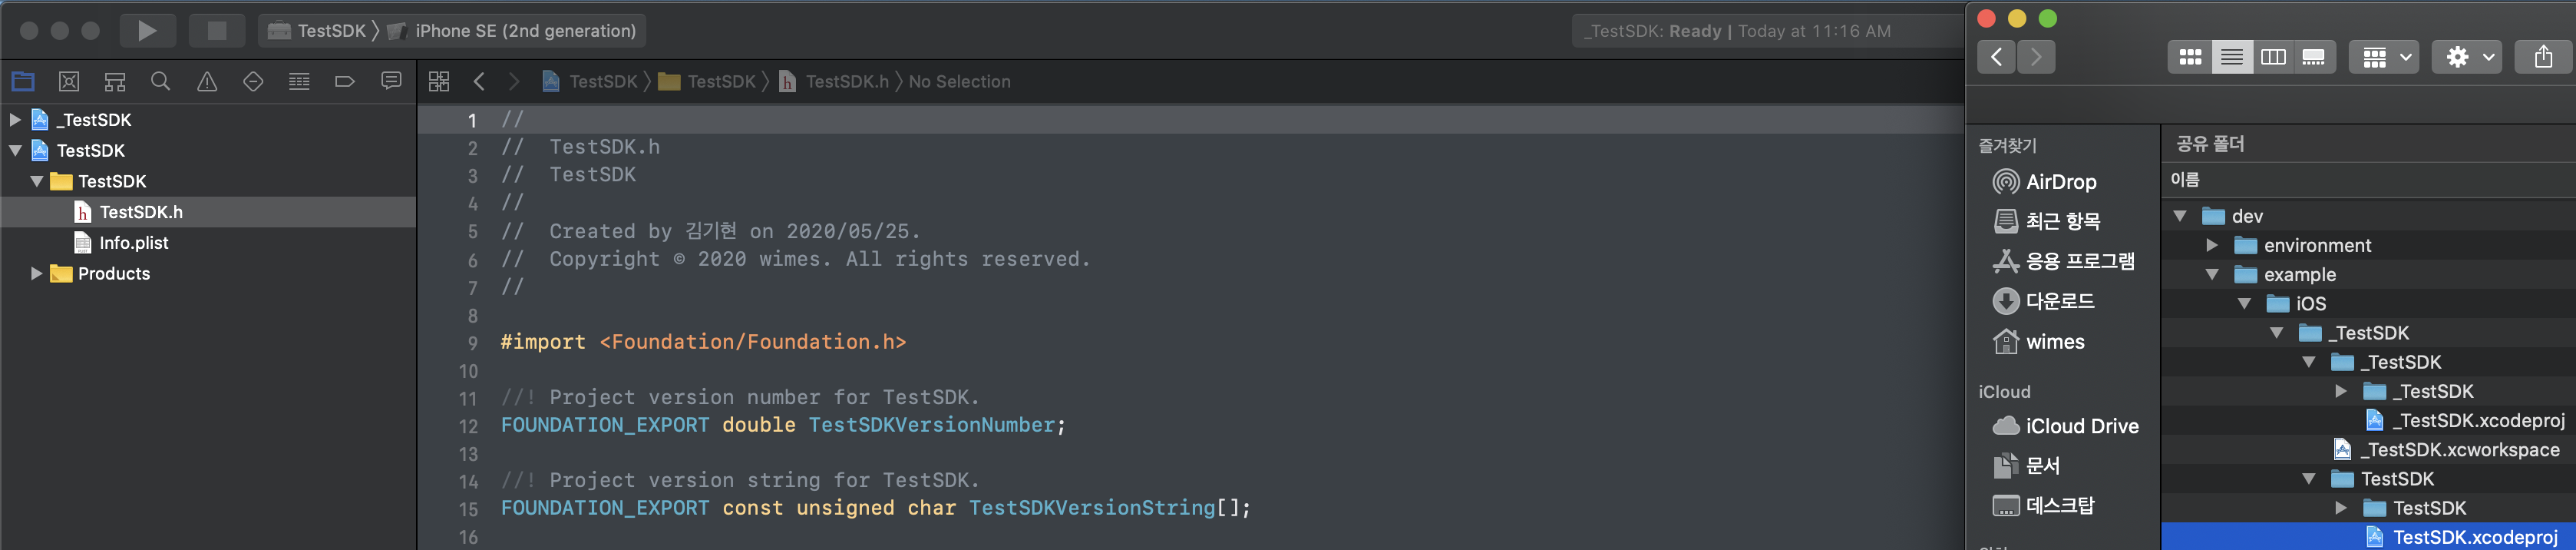 TestSDK 〉 iPhone SE (2nd generation)
_TestSDK: Ready | Today at 11:16 AM
TestSDK 〉 TestSDK 〉 h TestSDK.h 〉 No Selection
_TestSDK
TestSDK
TestSDK
h TestSDK.h
Info.plist
Products
1 //
2 //  TestSDK.h
3 //  TestSDK
4 //
5 //  Created by 김기현 on 2020/05/25.
6 //  Copyright © 2020 wimes. All rights reserved.
7 //
8
9 #import <Foundation/Foundation.h>
10
11 //! Project version number for TestSDK.
12 FOUNDATION_EXPORT double TestSDKVersionNumber;
13
14 //! Project version string for TestSDK.
15 FOUNDATION_EXPORT const unsigned char TestSDKVersionString[];
16
즐겨찾기
AirDrop
최근 항목
응용 프로그램
다운로드
wimes
iCloud
iCloud Drive
문서
데스크탑
공유 폴더
이름
dev
environment
example
iOS
_TestSDK
_TestSDK
_TestSDK
_TestSDK.xcodeproj
_TestSDK.xcworkspace
TestSDK
TestSDK
TestSDK.xcodeproj